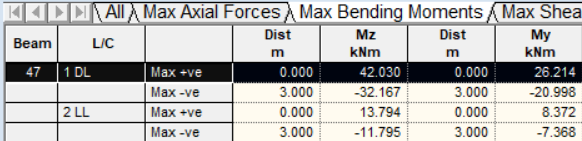 All Max Axial Forces Max Bending Moments Max Shea
Beam L/C Dist m Mz kNm Dist m My kNm
47 1 DL Max +ve 0.000 42.030 0.000 26.214
Max -ve 3.000 -32.167 3.000 -20.998
2 LL Max +ve 0.000 13.794 0.000 8.372
Max -ve 3.000 -11.795 3.000 -7.368